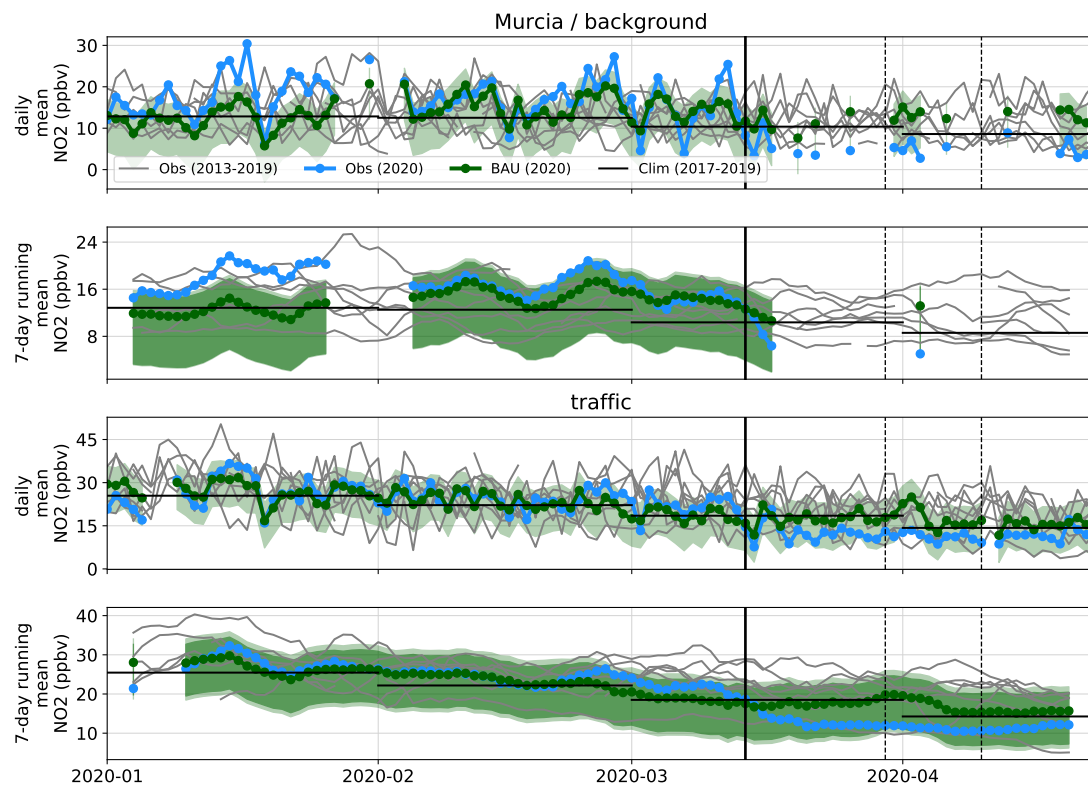 Murcia / background
daily
mean
NO2 (ppbv)
30
20
10
0
Obs (2013-2019)
Obs (2020)
BAU (2020)
Clim (2017-2019)
7-day running
mean
NO2 (ppbv)
24
16
8
traffic
daily
mean
NO2 (ppbv)
45
30
15
0
7-day running
mean
NO2 (ppbv)
40
30
20
10
2020-01
2020-02
2020-03
2020-04